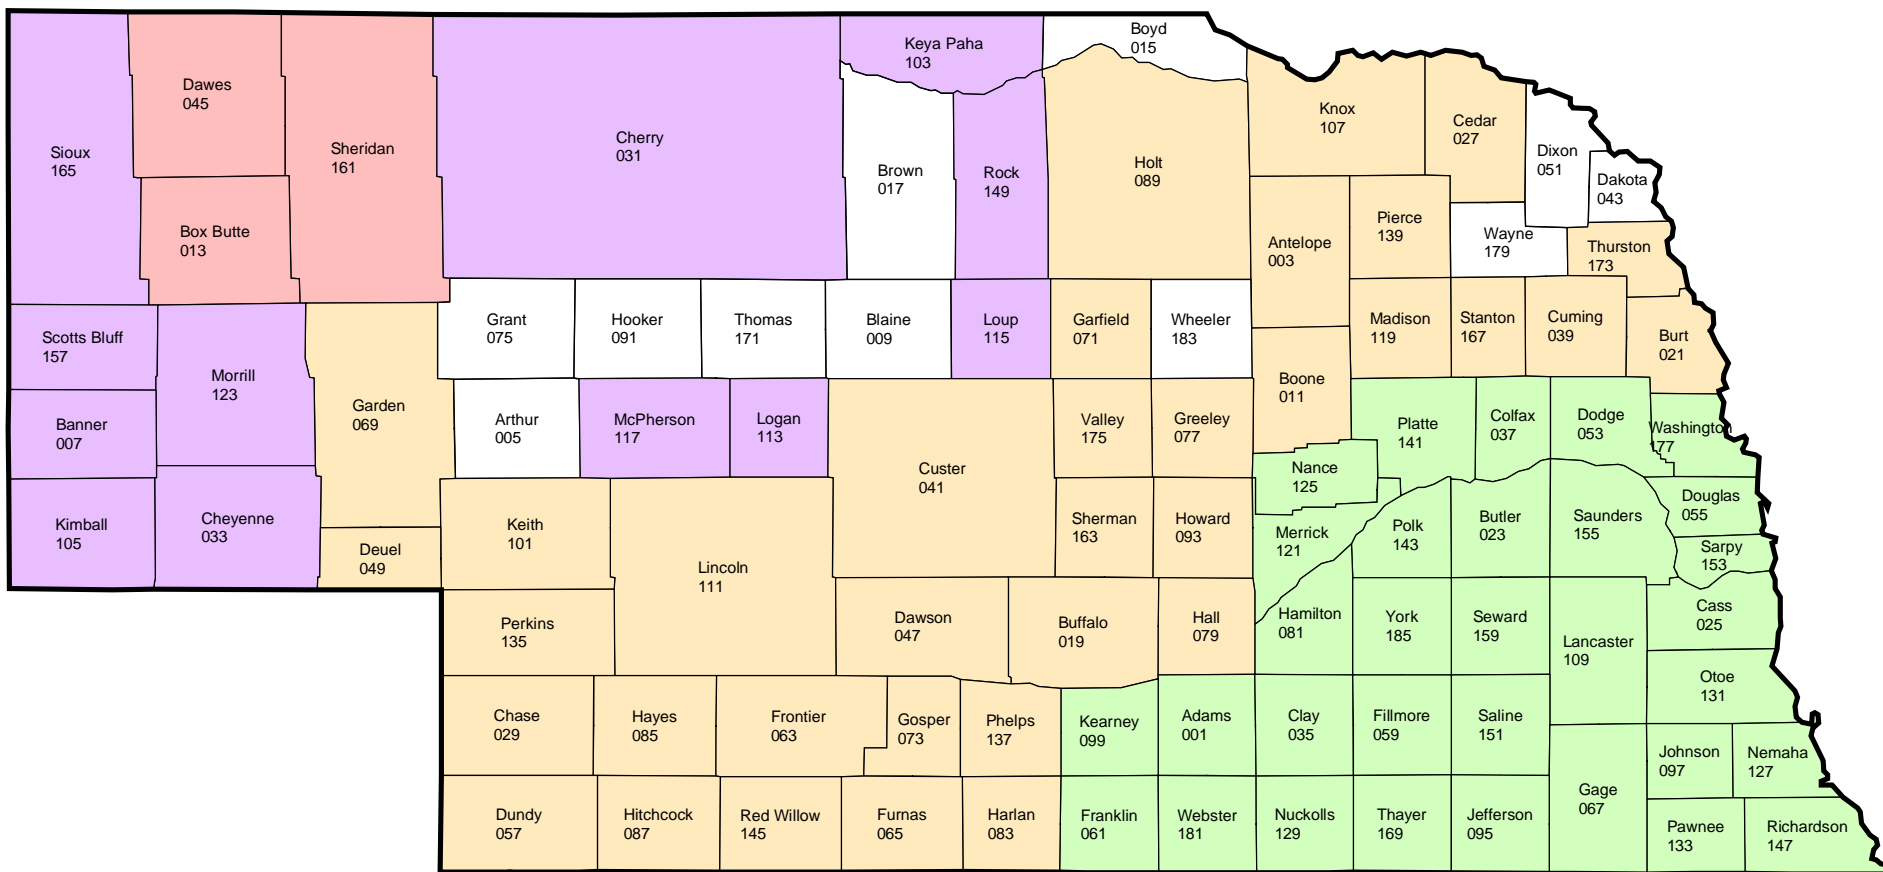 Boyd
015
Keya Paha
103
Dawes
045
Knox
107
Cedar
027
Cherry
031
Sheridan
161
Sioux
165
Brown
017
Rock
149
Holt
089
Dixon
051
Dakota
043
Pierce
139
Wayne
179
Box Butte
013
Antelope
003
Thurston
173
Grant
075
Hooker
091
Thomas
171
Blaine
009
Loup
115
Garfield
071
Wheeler
183
Madison
119
Stanton
167
Cuming
039
Burt
021
Scotts Bluff
157
Morrill
123
Boone
011
Garden
069
Banner
007
Arthur
005
McPherson
117
Logan
113
Valley
175
Greeley
077
Platte
141
Colfax
037
Dodge
053
Washington
177
Custer
041
Nance
125
Douglas
055
Kimball
105
Cheyenne
033
Keith
101
Sherman
163
Howard
093
Merrick
121
Polk
143
Butler
023
Saunders
155
Sarpy
153
Deuel
049
Lincoln
111
Cass
025
Perkins
135
Dawson
047
Buffalo
019
Hall
079
Hamilton
081
York
185
Seward
159
Lancaster
109
Otoe
131
Chase
029
Hayes
085
Frontier
063
Gosper
073
Phelps
137
Kearney
099
Adams
001
Clay
035
Fillmore
059
Saline
151
Johnson
097
Nemaha
127
Gage
067
Dundy
057
Hitchcock
087
Red Willow
145
Furnas
065
Harlan
083
Franklin
061
Webster
181
Nuckolls
129
Thayer
169
Jefferson
095
Pawnee
133
Richardson
147